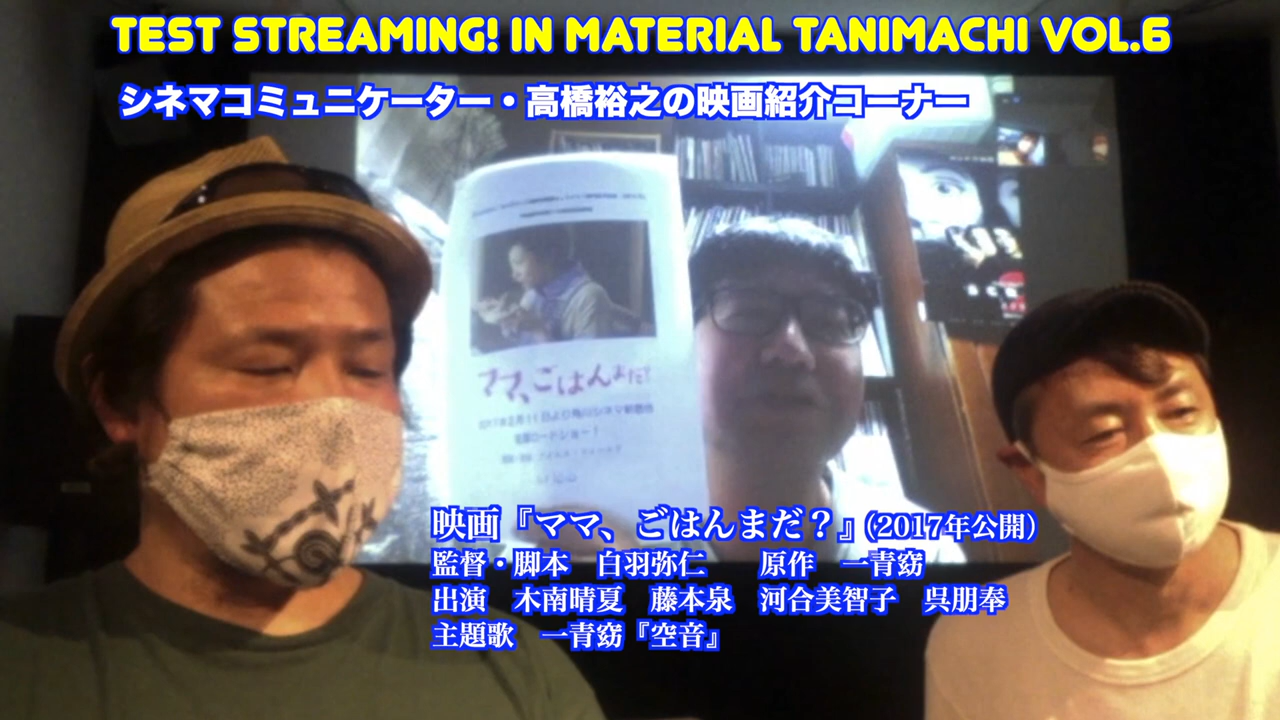 TEST STREAMING! IN MATERIAL TANIMACHI VOL.6
シネマコミュニケーター・高橋裕之の映画紹介コーナー
ママ、ごはんまだ？
映画『ママ、ごはんまだ？』（2017年公開）
監督・脚本　白羽弥仁　　原作　一青窈
出演　木南晴夏　藤本泉　河合美智子　呉朋奉
主題歌　一青窈『空音』